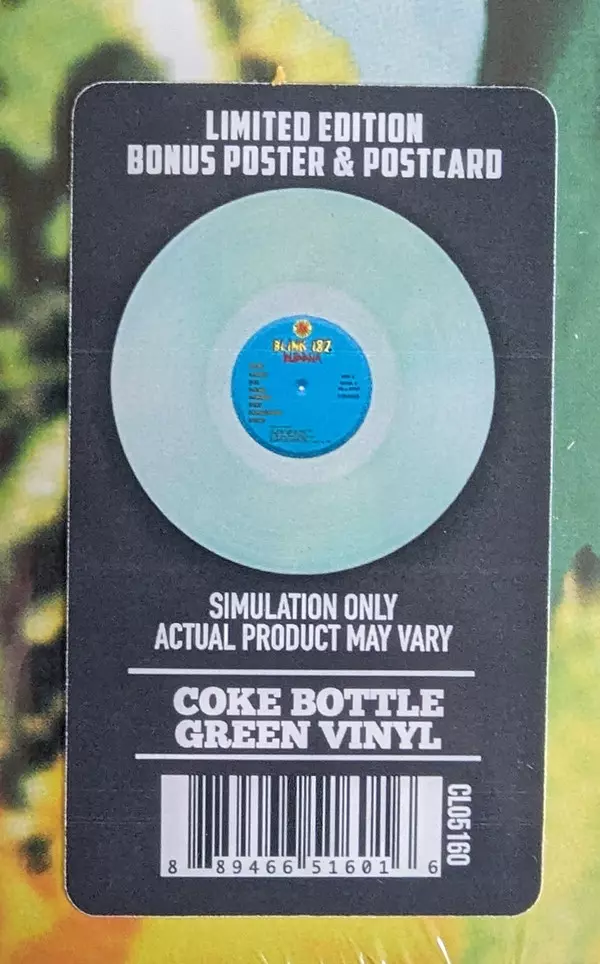 LIMITED EDITION
BONUS POSTER & POSTCARD
BLINK 182
SIMULATION ONLY
ACTUAL PRODUCT MAY VARY
COKE BOTTLE
GREEN VINYL
8 89466 51601 6
CLO5160